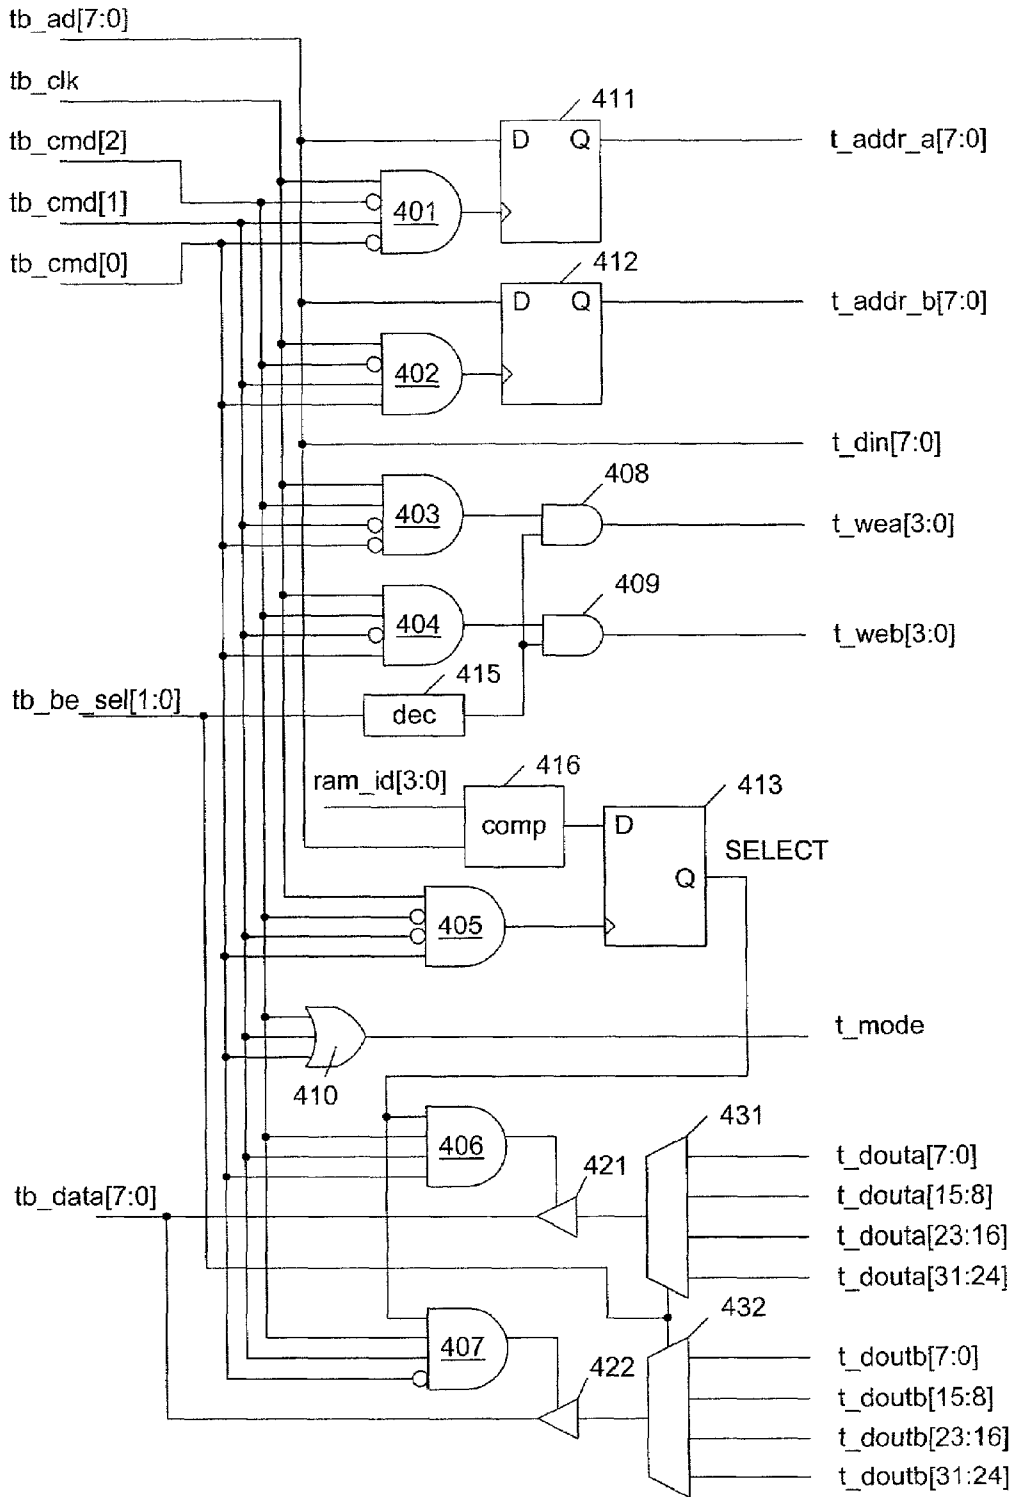 tb_ad[7:0]
tb_clk
411
tb_cmd[2]
D Q
t_addr_a[7:0]
tb_cmd[1]
401
tb_cmd[0]
412
D Q
t_addr_b[7:0]
402
t_din[7:0]
408
403
t_wea[3:0]
409
404
t_web[3:0]
415
tb_be_sel[1:0]
dec
416
ram_id[3:0]
413
comp
D
SELECT
Q
405
t_mode
410
431
406
421
t_douta[7:0]
tb_data[7:0]
t_douta[15:8]
t_douta[23:16]
t_douta[31:24]
432
407
422
t_doutb[7:0]
t_doutb[15:8]
t_doutb[23:16]
t_doutb[31:24]